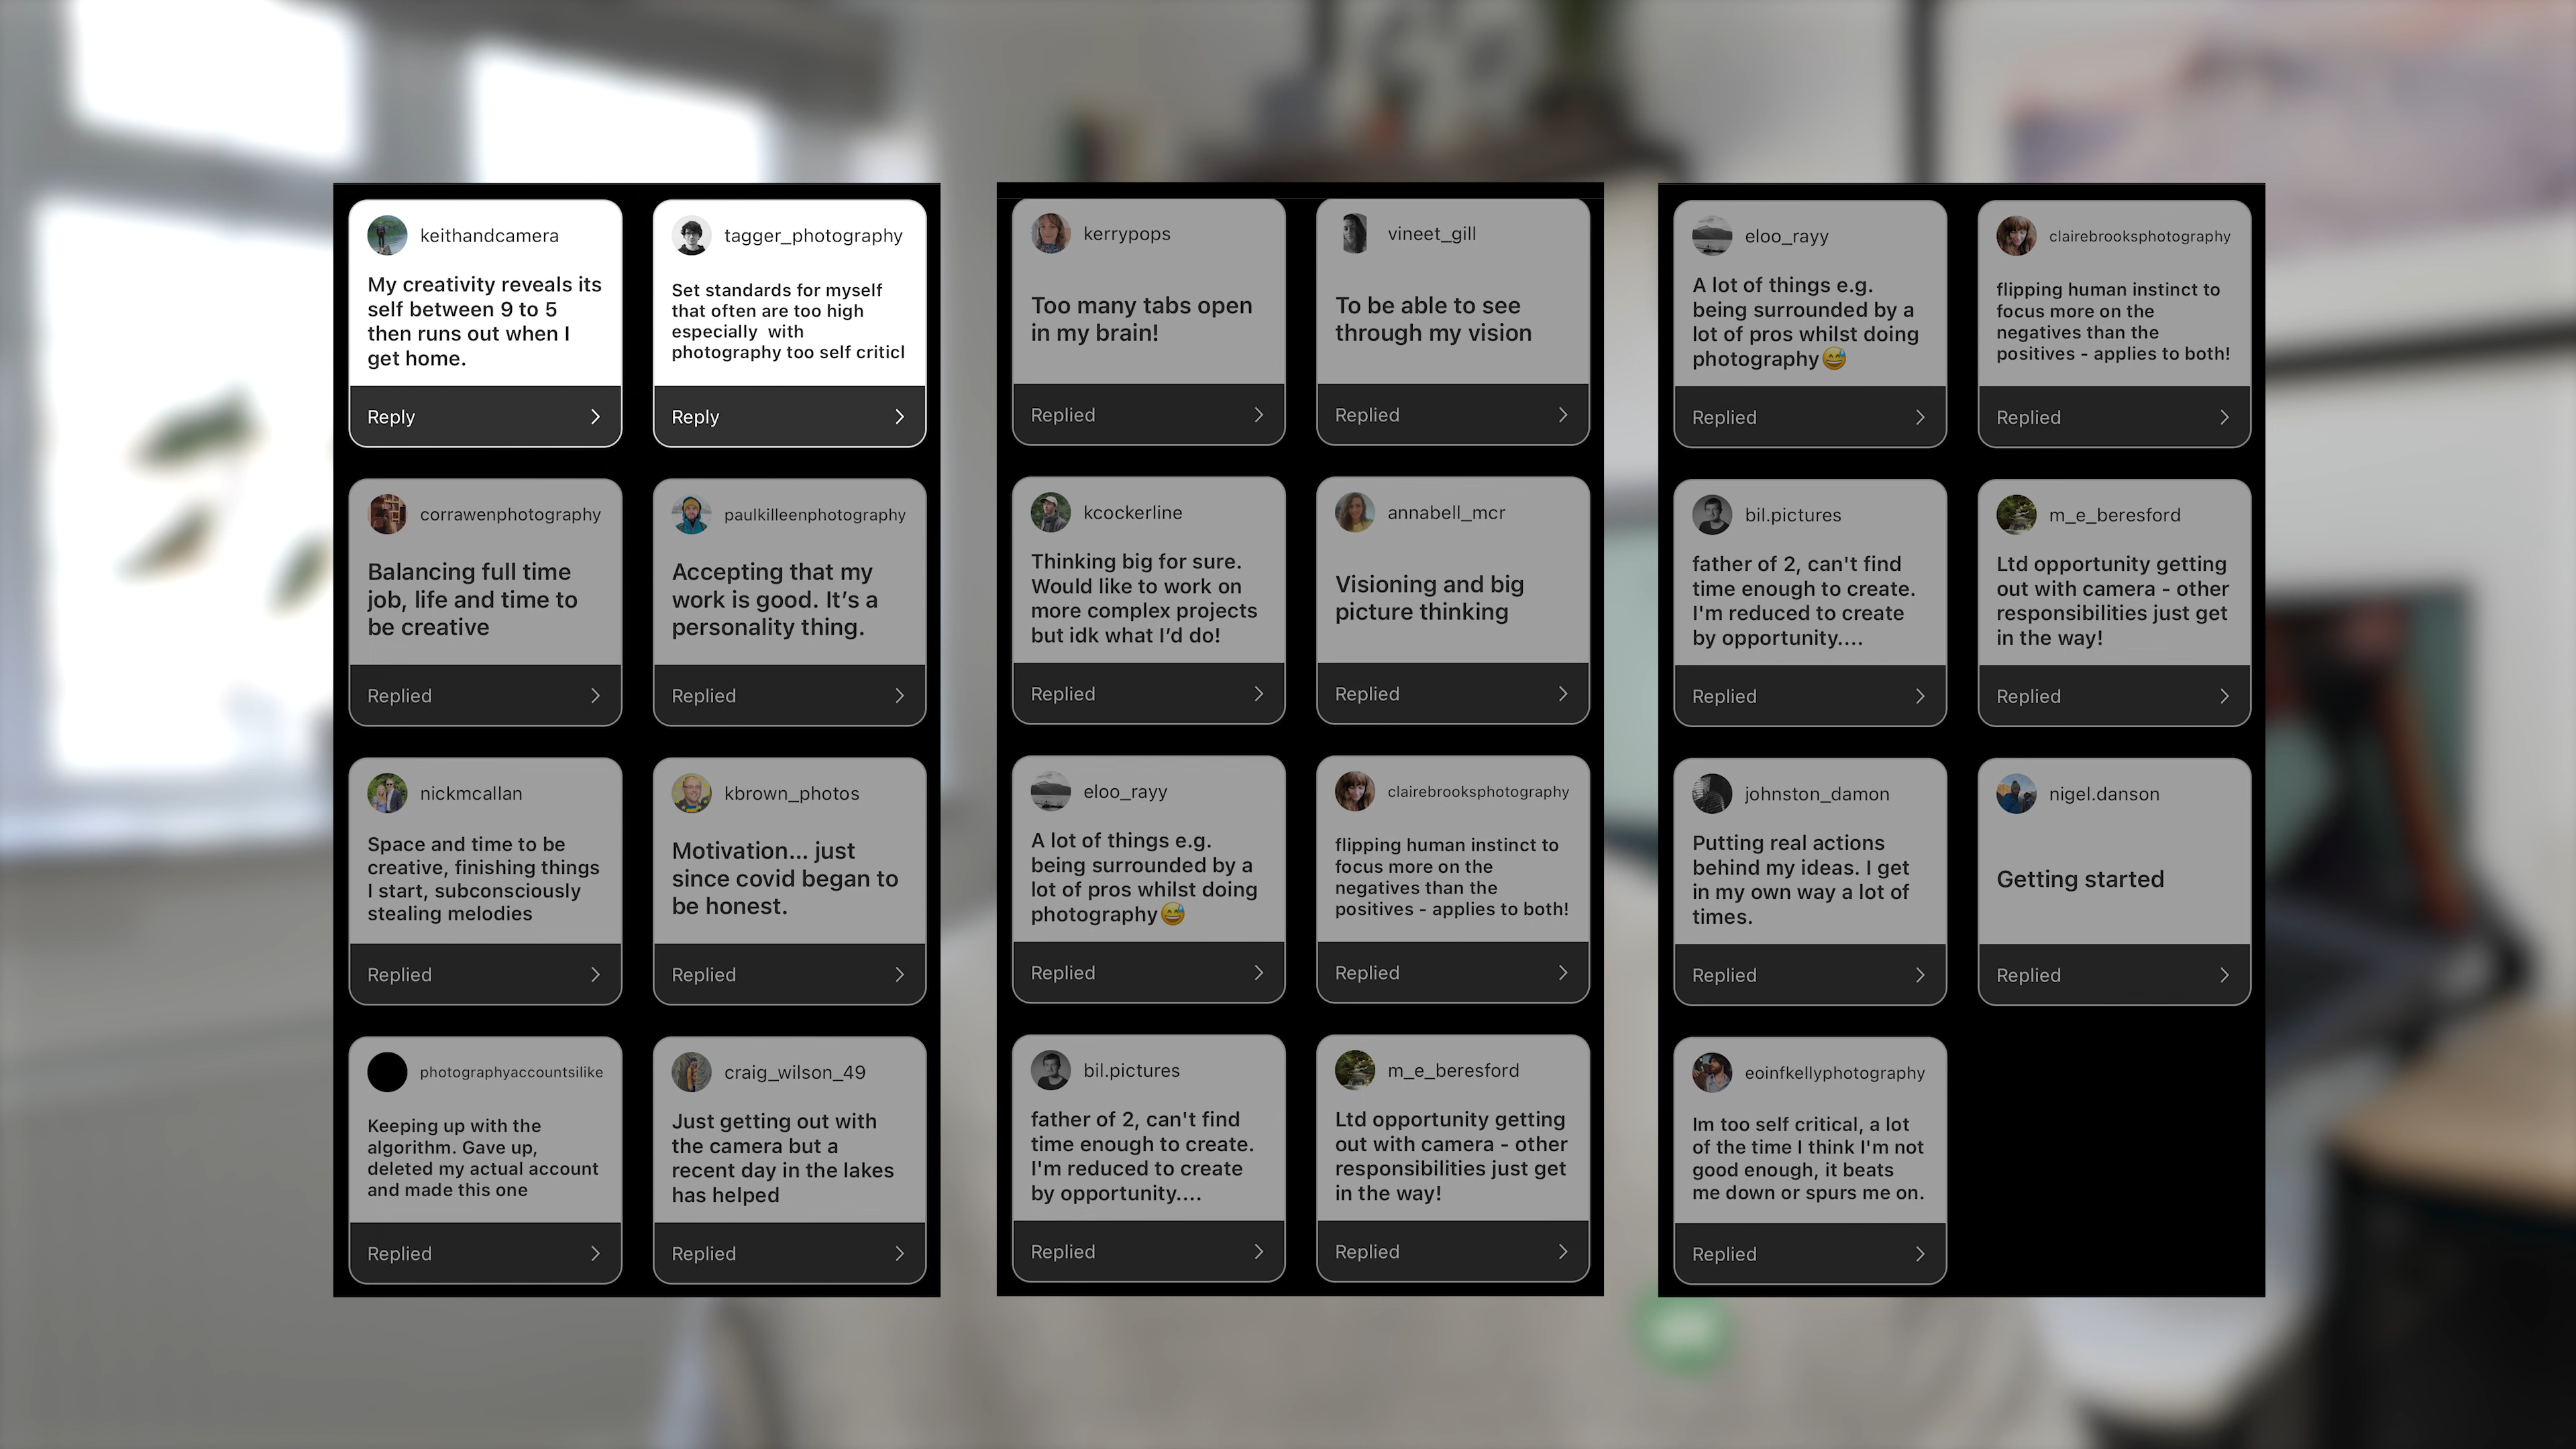 keithandcamera
My creativity reveals its
self between 9 to 5
then runs out when I
get home.
Reply
tagger_photography
Set standards for myself
that often are too high
especially  with
photography too self criticl
Reply
corrawenphotography
Balancing full time
job, life and time to
be creative
Replied
paulkilleenphotography
Accepting that my
work is good. It’s a
personality thing.
Replied
nickmcallan
Space and time to be
creative, finishing things
I start, subconsciously
stealing melodies
Replied
kbrown_photos
Motivation... just
since covid began to
be honest.
Replied
photographyaccountsilike
Keeping up with the
algorithm. Gave up,
deleted my actual account
and made this one
Replied
craig_wilson_49
Just getting out with
the camera but a
recent day in the lakes
has helped
Replied
kerrypops
Too many tabs open
in my brain!
Replied
vineet_gill
To be able to see
through my vision
Replied
kcockerline
Thinking big for sure.
Would like to work on
more complex projects
but idk what I’d do!
Replied
annabell_mcr
Visioning and big
picture thinking
Replied
eloo_rayy
A lot of things e.g.
being surrounded by a
lot of pros whilst doing
photography😅
Replied
clairebrooksphotography
flipping human instinct to
focus more on the
negatives than the
positives - applies to both!
Replied
bil.pictures
father of 2, can't find
time enough to create.
I'm reduced to create
by opportunity....
Replied
m_e_beresford
Ltd opportunity getting
out with camera - other
responsibilities just get
in the way!
Replied
eloo_rayy
A lot of things e.g.
being surrounded by a
lot of pros whilst doing
photography😅
Replied
clairebrooksphotography
flipping human instinct to
focus more on the
negatives than the
positives - applies to both!
Replied
bil.pictures
father of 2, can't find
time enough to create.
I'm reduced to create
by opportunity....
Replied
m_e_beresford
Ltd opportunity getting
out with camera - other
responsibilities just get
in the way!
Replied
johnston_damon
Putting real actions
behind my ideas. I get
in my own way a lot of
times.
Replied
nigel.danson
Getting started
Replied
eoinfkellyphotography
Im too self critical, a lot
of the time I think I'm not
good enough, it beats
me down or spurs me on.
Replied